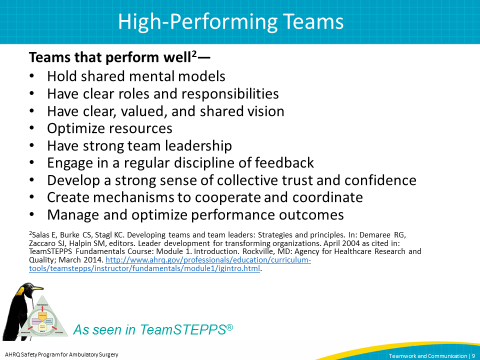 High-Performing Teams
Teams that perform well2—
• Hold shared mental models
• Have clear roles and responsibilities
• Have clear, valued, and shared vision
• Optimize resources
• Have strong team leadership
• Engage in a regular discipline of feedback
• Develop a strong sense of collective trust and confidence
• Create mechanisms to cooperate and coordinate
• Manage and optimize performance outcomes
2Salas E, Burke CS, Stagl KC. Developing teams and team leaders: Strategies and principles. In: Demaree RG,
Zaccaro SJ, Halpin SM, editors. Leader development for transforming organizations. April 2004 as cited in:
TeamSTEPPS Fundamentals Course: Module 1. Introduction. Rockville, MD: Agency for Healthcare Research and
Quality; March 2014. http://www.ahrq.gov/professionals/education/curriculum-
tools/teamstepps/instructor/fundamentals/module1/igintro.html.
As seen in TeamSTEPPS®
AHRQ Safety Program for Ambulatory Surgery
Teamwork and Communication | 9